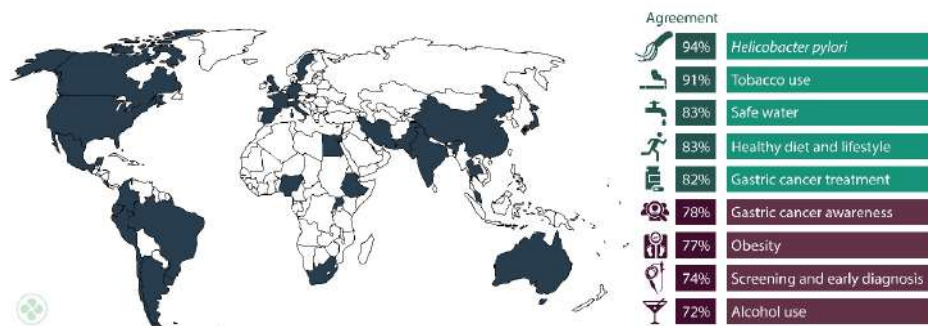 Agreement
94% Helicobacter pylori
91% Tobacco use
83% Safe water
83% Healthy diet and lifestyle
82% Gastric cancer treatment
78% Gastric cancer awareness
77% Obesity
74% Screening and early diagnosis
72% Alcohol use